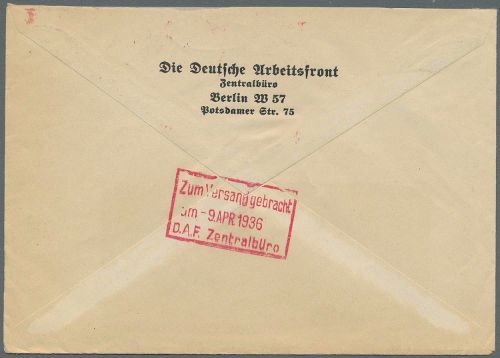 Die Deutsche Arbeitsfront
Zentralbüro
Berlin W 57
Potsdamer Str. 75
Zum Versand gebracht
am - 9. APR. 1936
D.A.F. Zentralbüro